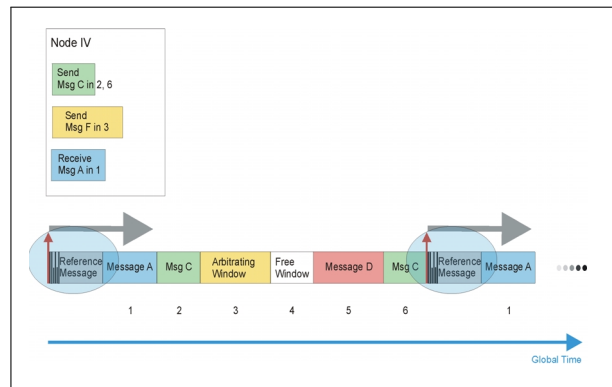 Node IV
Send
Msg C in 2, 6
Send
Msg F in 3
Receive
Msg A in 1
Reference
Message
Message A
Msg C
Arbitrating
Window
Free
Window
Message D
Msg C
Reference
Message
Message A
1
2
3
4
5
6
1
Global Time